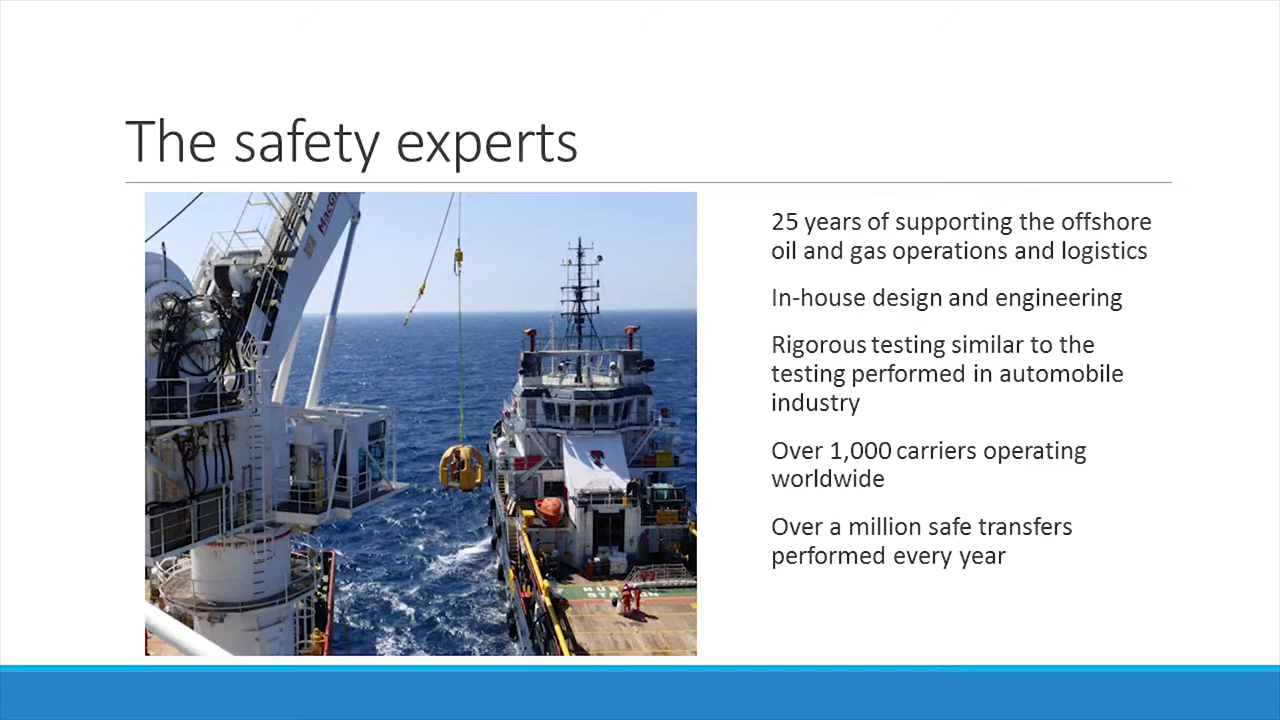 The safety experts
25 years of supporting the offshore
oil and gas operations and logistics
In-house design and engineering
Rigorous testing similar to the
testing performed in automobile
industry
Over 1,000 carriers operating
worldwide
Over a million safe transfers
performed every year